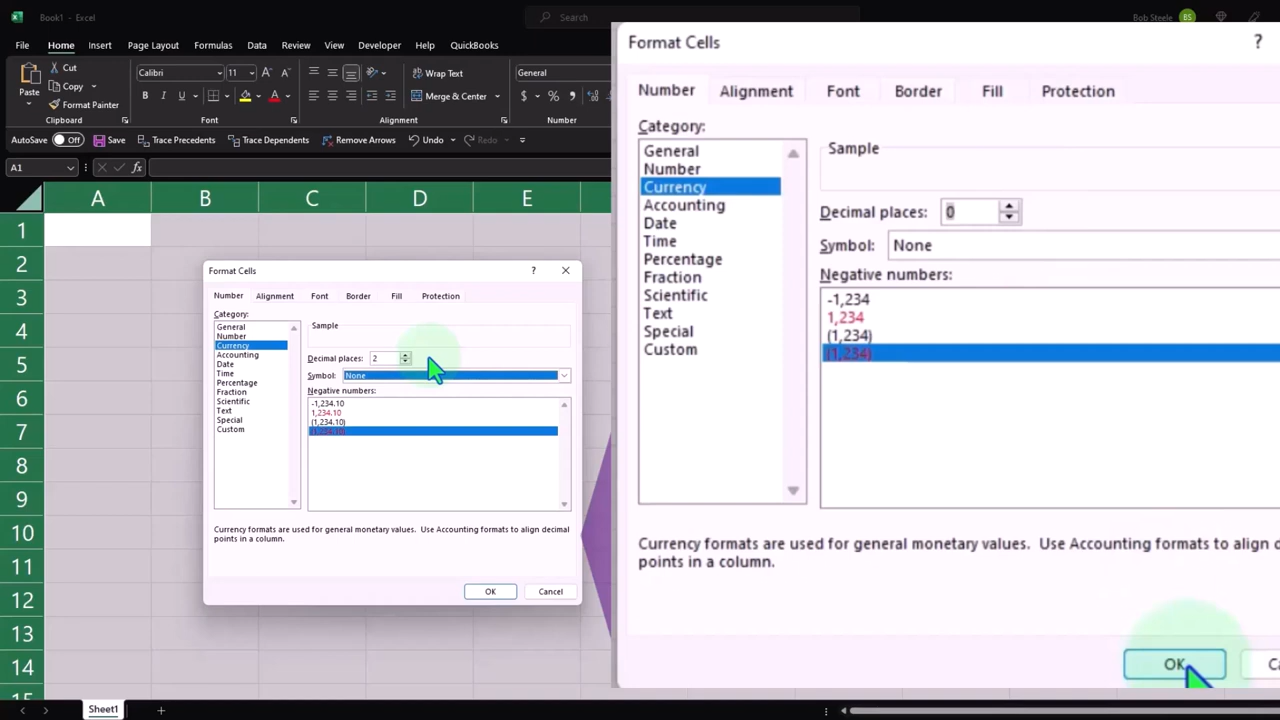 Book1 - Excel
Search
Bob Steele
BS
File Home Insert Page Layout Formulas Data Review View Developer Help QuickBooks
Paste
Cut
Copy
Format Painter
Clipboard
Calibri 11
B I U
Font
Wrap Text
Merge & Center
Alignment
General
$ % ,
Number
AutoSave Off Save Trace Precedents Trace Dependents Remove Arrows Undo Redo
A1
fx
A B C D E
1
2
3
4
5
6
7
8
9
10
11
12
13
14
15
Format Cells
Number Alignment Font Border Fill Protection
Category:
General
Number
Currency
Accounting
Date
Time
Percentage
Fraction
Scientific
Text
Special
Custom
Sample
Decimal places: 2
Symbol: None
Negative numbers:
-1,234.10
1,234.10
(1,234.10)
(1,234.10)
Currency formats are used for general monetary values. Use Accounting formats to align decimal
points in a column.
OK Cancel
Format Cells
Number Alignment Font Border Fill Protection
Category:
General
Number
Currency
Accounting
Date
Time
Percentage
Fraction
Scientific
Text
Special
Custom
Sample
Decimal places: 0
Symbol: None
Negative numbers:
-1,234
1,234
(1,234)
(1,234)
Currency formats are used for general monetary values. Use Accounting formats to align d
points in a column.
OK Ca
Sheet1